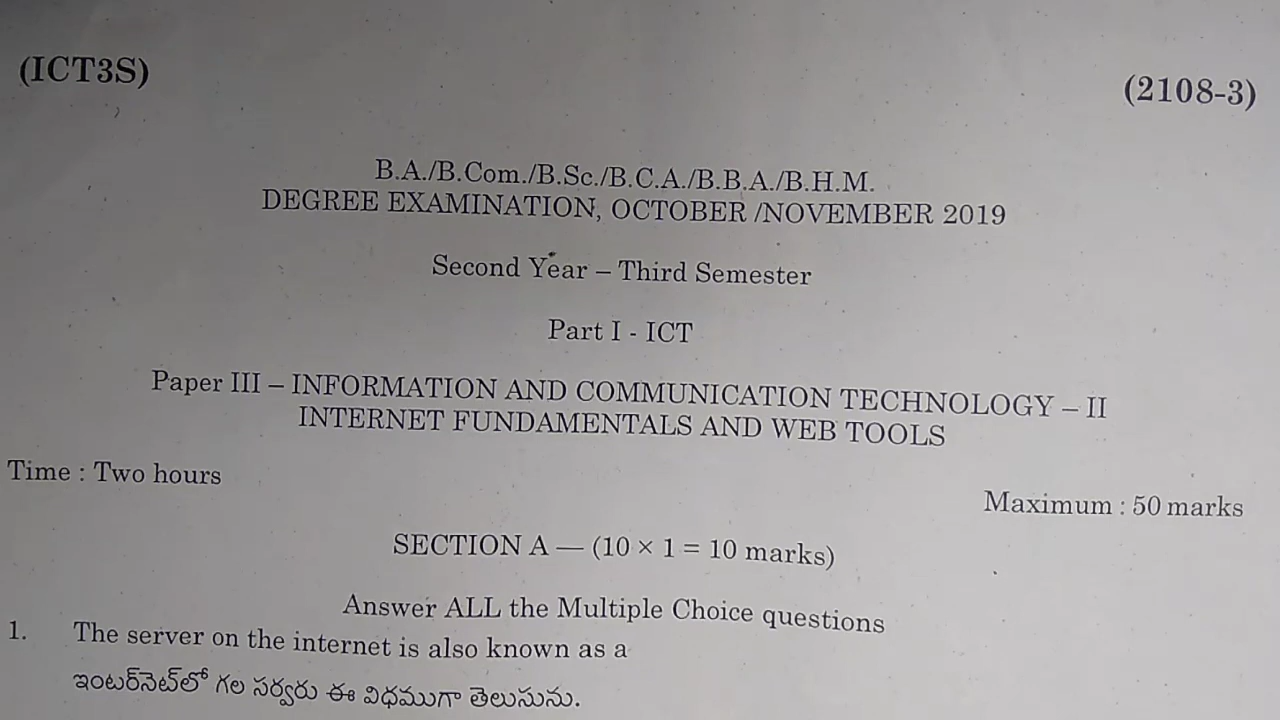 (ICT3S)
(2108-3)
B.A./B.Com./B.Sc./B.C.A./B.B.A./B.H.M.
DEGREE EXAMINATION, OCTOBER /NOVEMBER 2019
Second Year – Third Semester
Part I - ICT
Paper III – INFORMATION AND COMMUNICATION TECHNOLOGY – II
INTERNET FUNDAMENTALS AND WEB TOOLS
Time : Two hours
Maximum : 50 marks
SECTION A — (10 × 1 = 10 marks)
Answer ALL the Multiple Choice questions
1. The server on the internet is also known as a
ఇంటర్‌నెట్‌లో గల సర్వరు ఈ విధముగా తెలుసును.